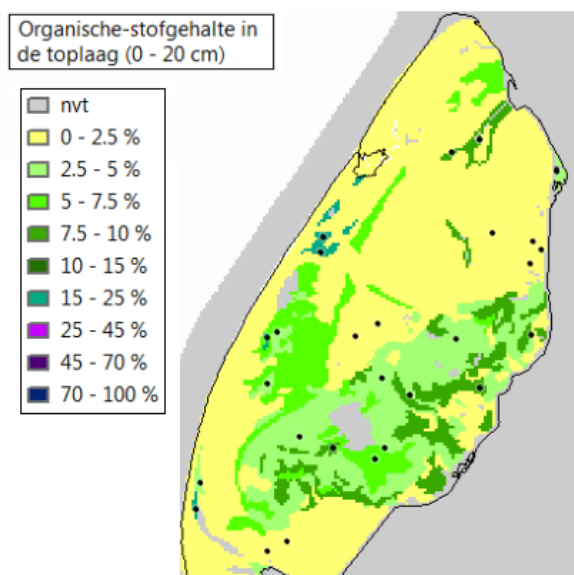 Organische-stofgehalte in
de toplaag (0 - 20 cm)
nvt
0 - 2.5 %
2.5 - 5 %
5 - 7.5 %
7.5 - 10 %
10 - 15 %
15 - 25 %
25 - 45 %
45 - 70 %
70 - 100 %